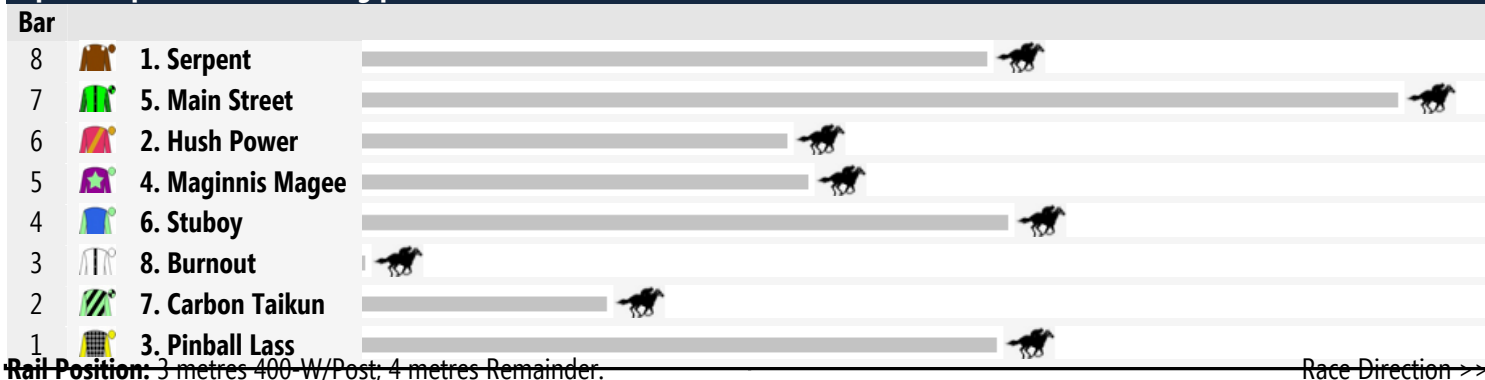 Bar
8 1. Serpent
7 5. Main Street
6 2. Hush Power
5 4. Maginnis Magee
4 6. Stuboy
3 8. Burnout
2 7. Carbon Taikun
1 3. Pinball Lass
Rail Position: 3 metres 400-W/Post; 4 metres Remainder. Race Direction >>